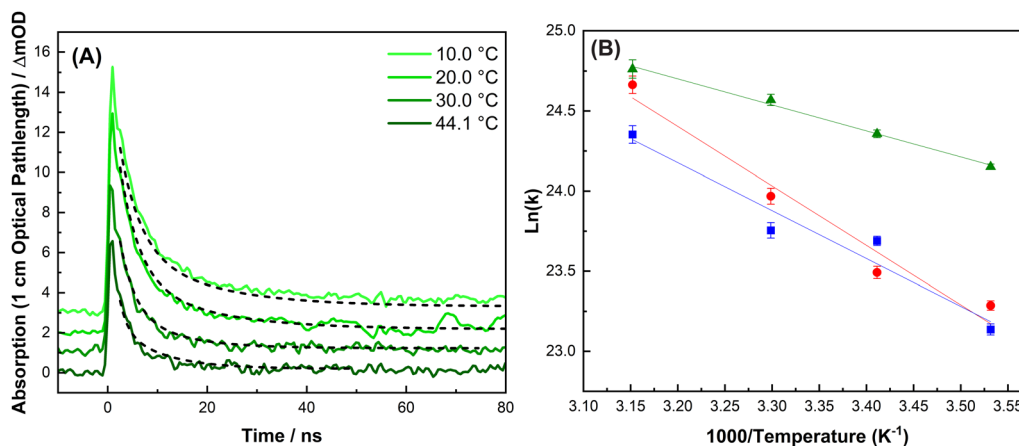 (A)
10.0 °C
20.0 °C
30.0 °C
44.1 °C
Absorption (1 cm Optical Pathlength) / ΔmOD
16
14
12
10
8
6
4
2
0
0 20 40 60 80
Time / ns
(B)
Ln(k)
25.0
24.5
24.0
23.5
23.0
3.10 3.15 3.20 3.25 3.30 3.35 3.40 3.45 3.50 3.55
1000/Temperature (K⁻¹)